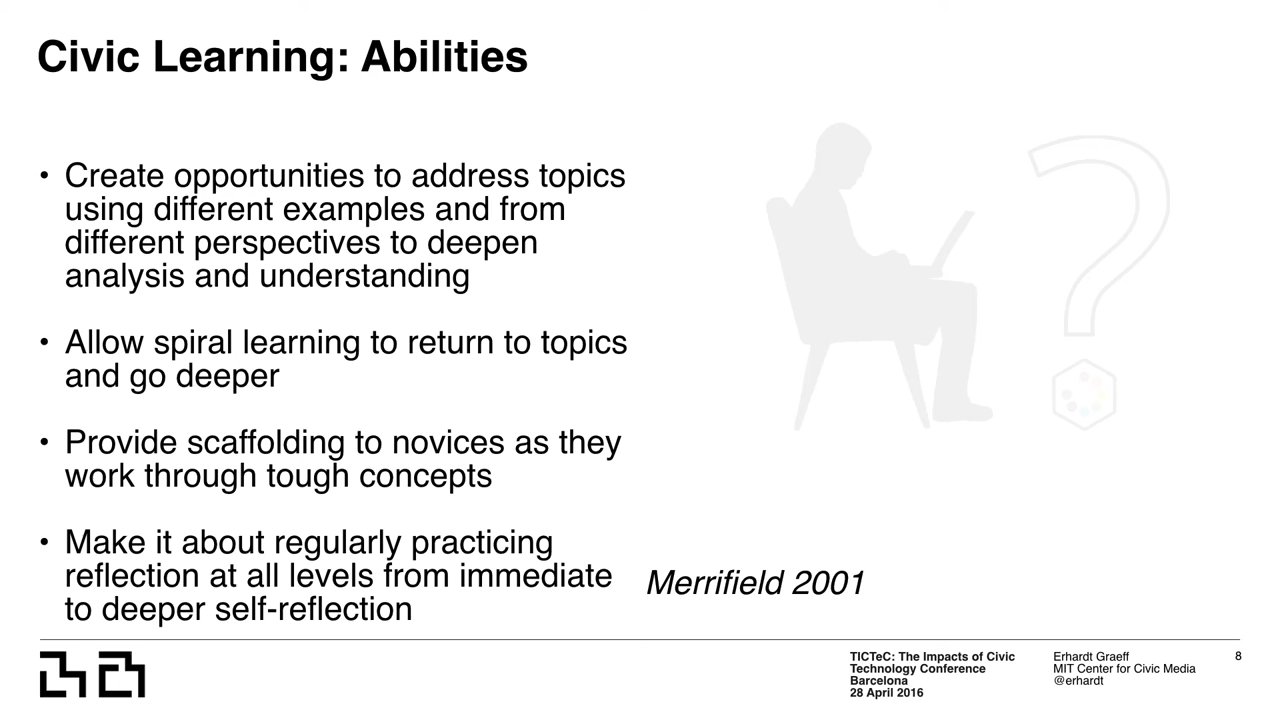 Civic Learning: Abilities
• Create opportunities to address topics
using different examples and from
different perspectives to deepen
analysis and understanding
• Allow spiral learning to return to topics
and go deeper
• Provide scaffolding to novices as they
work through tough concepts
• Make it about regularly practicing
reflection at all levels from immediate
to deeper self-reflection
Merrifield 2001
TICTeC: The Impacts of Civic
Technology Conference
Barcelona
28 April 2016
Erhardt Graeff
MIT Center for Civic Media
@erhardt
8